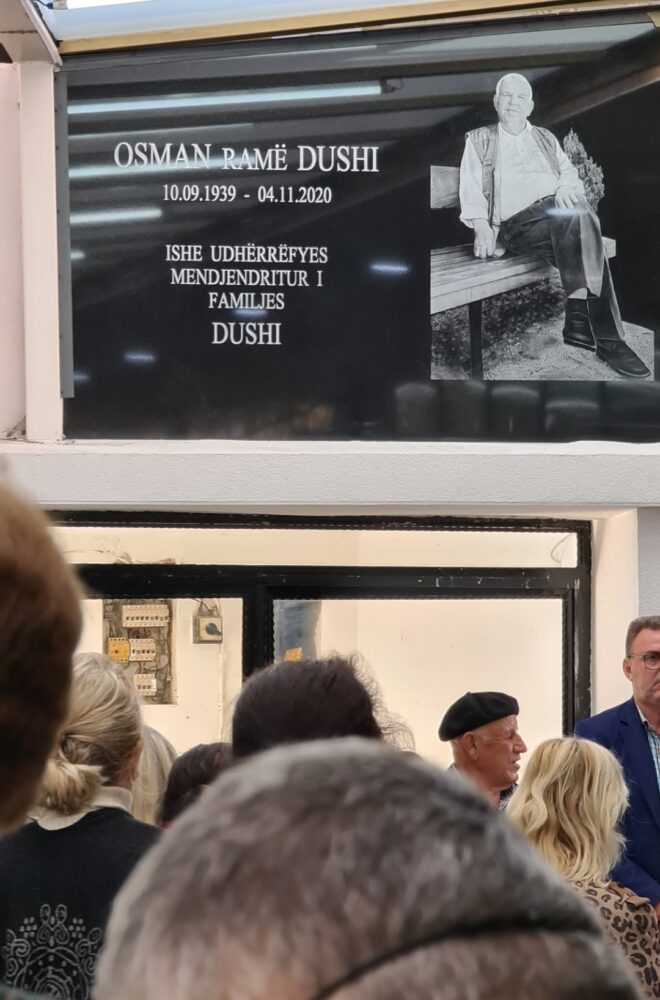 OSMAN RAMË DUSHI
10.09.1939 - 04.11.2020
ISHE UDHËRRËFYES
MENDJENDRITUR I
FAMILJES
DUSHI